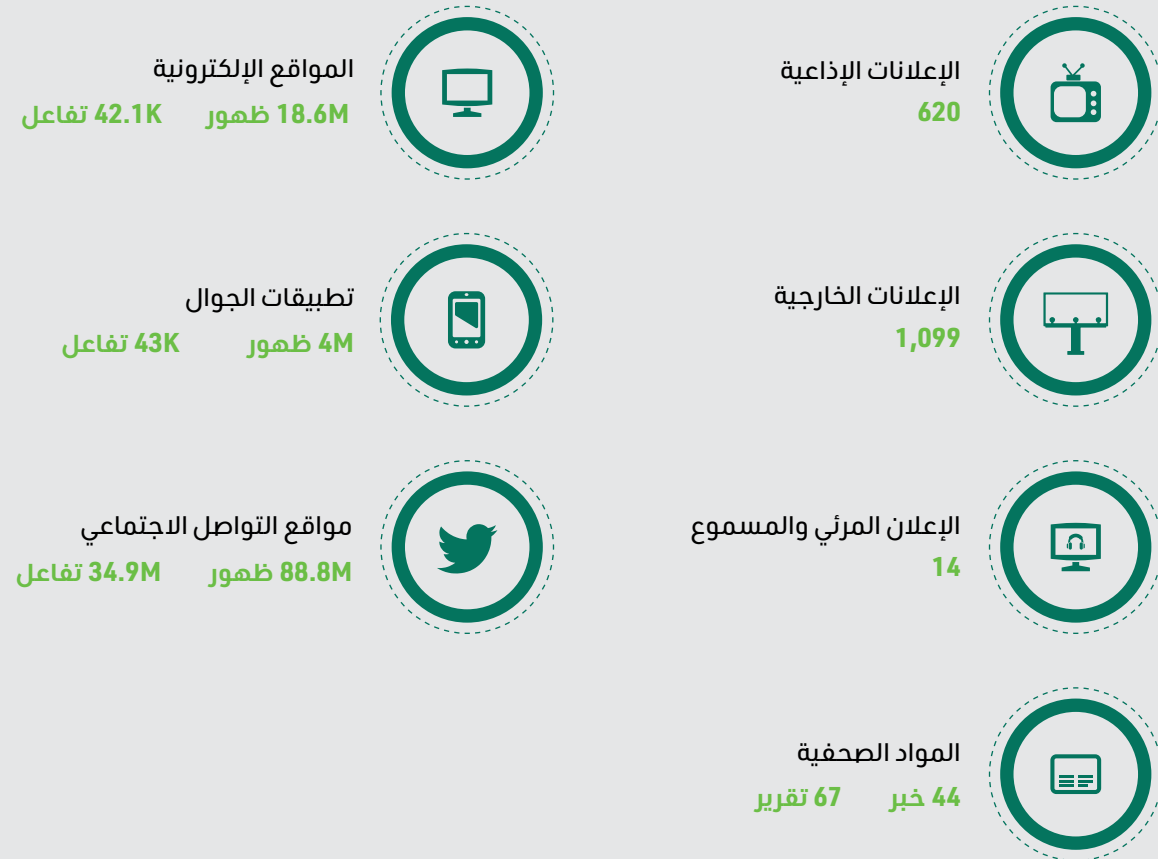 الإعلانات الإذاعية
620
الإعلانات الخارجية
1,099
الإعلان المرئي والمسموع
14
المواد الصحفية
44 خبر 67 تقرير
المواقع الإلكترونية
18.6M ظهور 42.1K تفاعل
تطبيقات الجوال
4M ظهور 43K تفاعل
مواقع التواصل الاجتماعي
88.8M ظهور 34.9M تفاعل